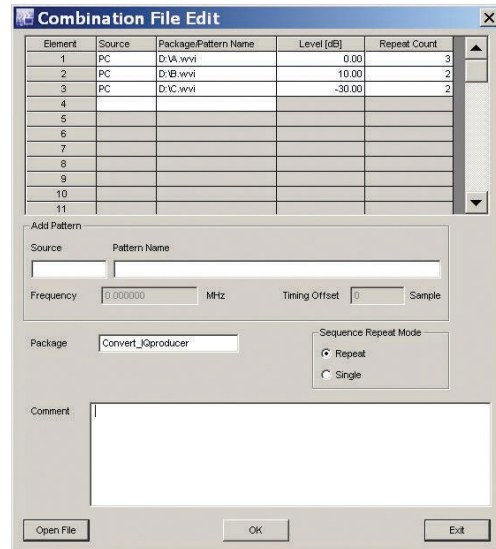 Combination File Edit
Element Source Package/Pattern Name Level [dB] Repeat Count
1 PC D:\A.wvi 0.00 3
2 PC D:\B.wvi 10.00 2
3 PC D:\C.wvi -30.00 2
4
5
6
7
8
9
10
11
Add Pattern
Source Pattern Name
Frequency 0.000000 MHz Timing Offset 0 Sample
Package Convert_IQproducer
Sequence Repeat Mode
Repeat
Single
Comment
Open File OK Exit